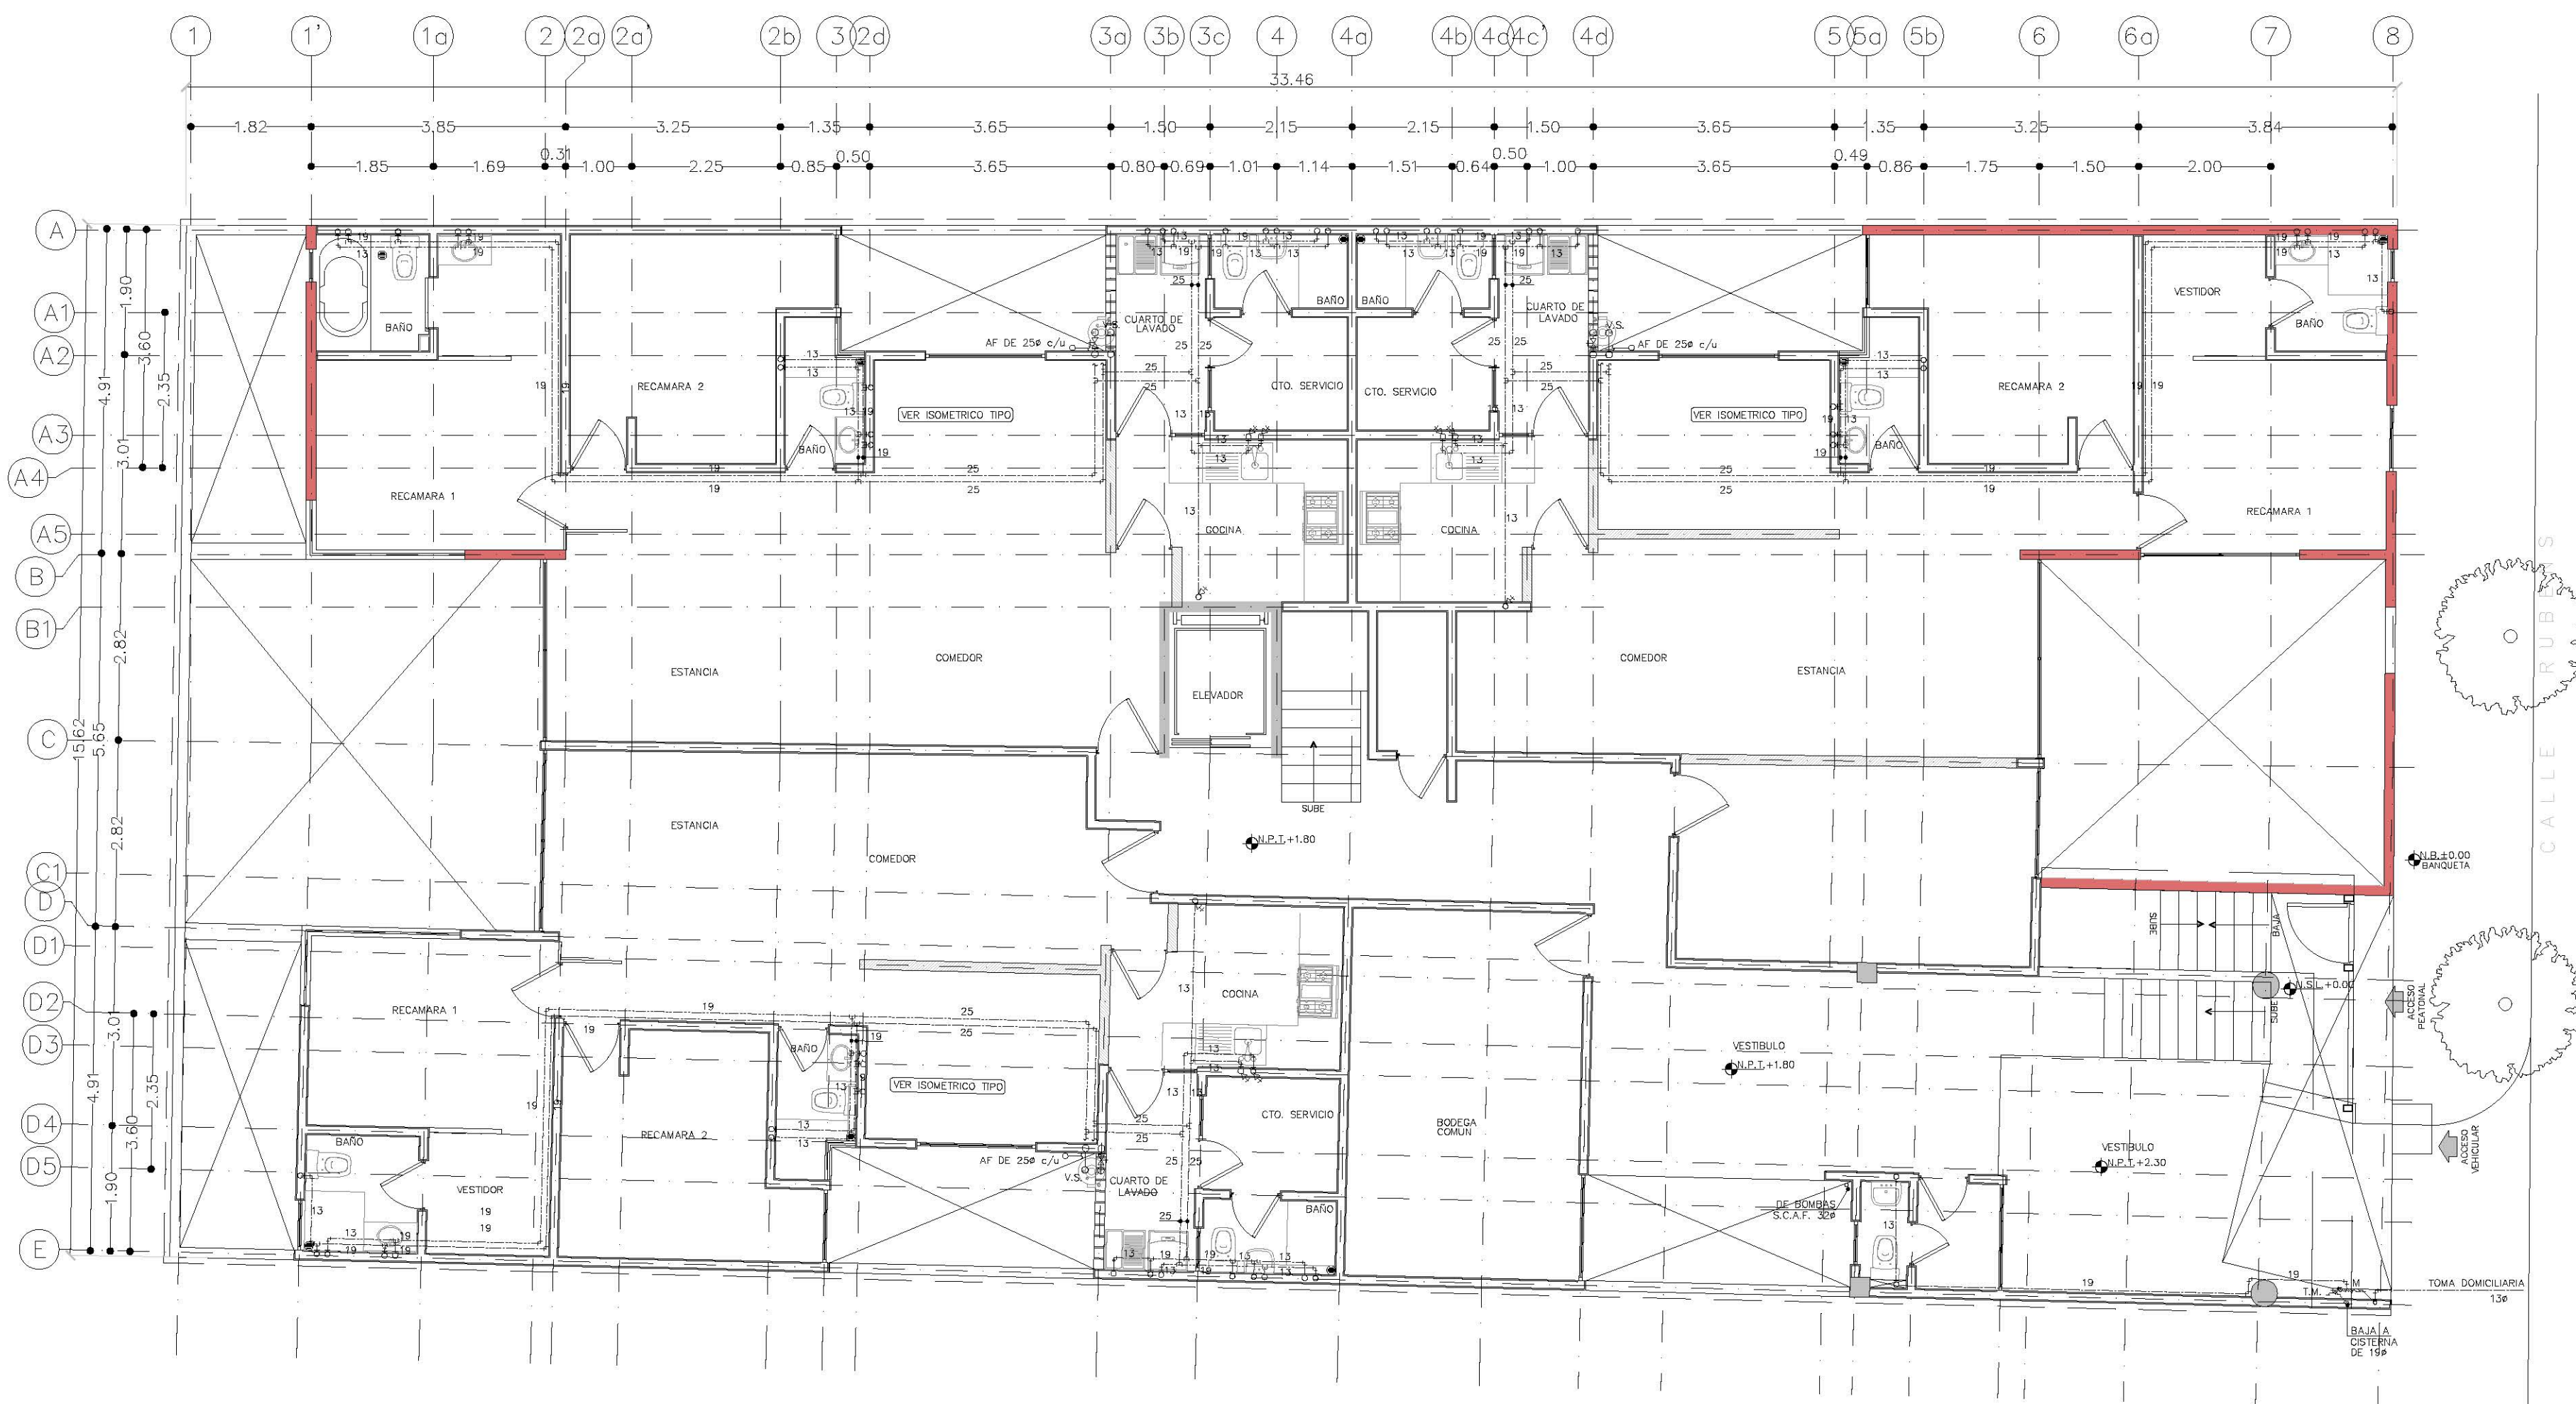 1 1' 1a 2 2a 2a' 2b 3 2d 3a 3b 3c 4 4a 4b 4c 4c' 4d 5 5a 5b 6 6a 7 8
33.46
1.82 3.85 3.25 1.35 3.65 1.50 2.15 2.15 1.50 3.65 1.35 3.25 3.84
1.85 1.69 0.31 1.00 2.25 0.85 0.50 3.65 0.80 0.69 1.01 1.14 1.51 0.64 0.50 1.00 3.65 0.49 0.86 1.75 1.50 2.00
A
A1
A2
A3
A4
A5
B
B1
C
C1
D
D1
D2
D3
D4
D5
E
15.62
4.91
5.65
4.91
1.90
3.01
2.82
2.82
3.01
1.90
3.60
2.35
3.60
2.35
BAÑO
RECAMARA 1
RECAMARA 2
BAÑO
AF DE 25ø c/u
V.S.
VER ISOMETRICO TIPO
CUARTO DE
LAVADO
BAÑO
CTO. SERVICIO
COCINA
BAÑO
CTO. SERVICIO
COCINA
CUARTO DE
LAVADO
V.S.
AF DE 25ø c/u
VER ISOMETRICO TIPO
BAÑO
RECAMARA 2
VESTIDOR
BAÑO
RECAMARA 1
ESTANCIA
COMEDOR
ELEVADOR
SUBE
COMEDOR
ESTANCIA
CALLE RUBENS
ESTANCIA
COMEDOR
N.P.T.+1.80
N.B.±0.00
BANQUETA
SUBE
BAJA
N.S.L.+0.00
SUBE
ACCESO
PEATONAL
RECAMARA 1
BAÑO
VER ISOMETRICO TIPO
COCINA
CTO. SERVICIO
BODEGA
COMUN
VESTIBULO
N.P.T.+1.80
VESTIBULO
N.P.T.+2.30
ACCESO
VEHICULAR
BAÑO
VESTIDOR
RECAMARA 2
AF DE 25ø c/u
V.S.
CUARTO DE
LAVADO
BAÑO
DE BOMBAS
S.C.A.F. 32ø
19
13
25
M
T.M.
TOMA DOMICILIARIA
13ø
BAJA A
CISTERNA
DE 19ø